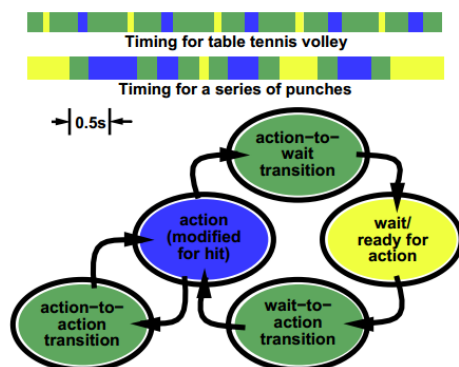 Timing for table tennis volley
Timing for a series of punches
0.5s
action−to−
wait
transition
action
(modified
for hit)
wait/
ready for
action
action−to−
action
transition
wait−to−
action
transition